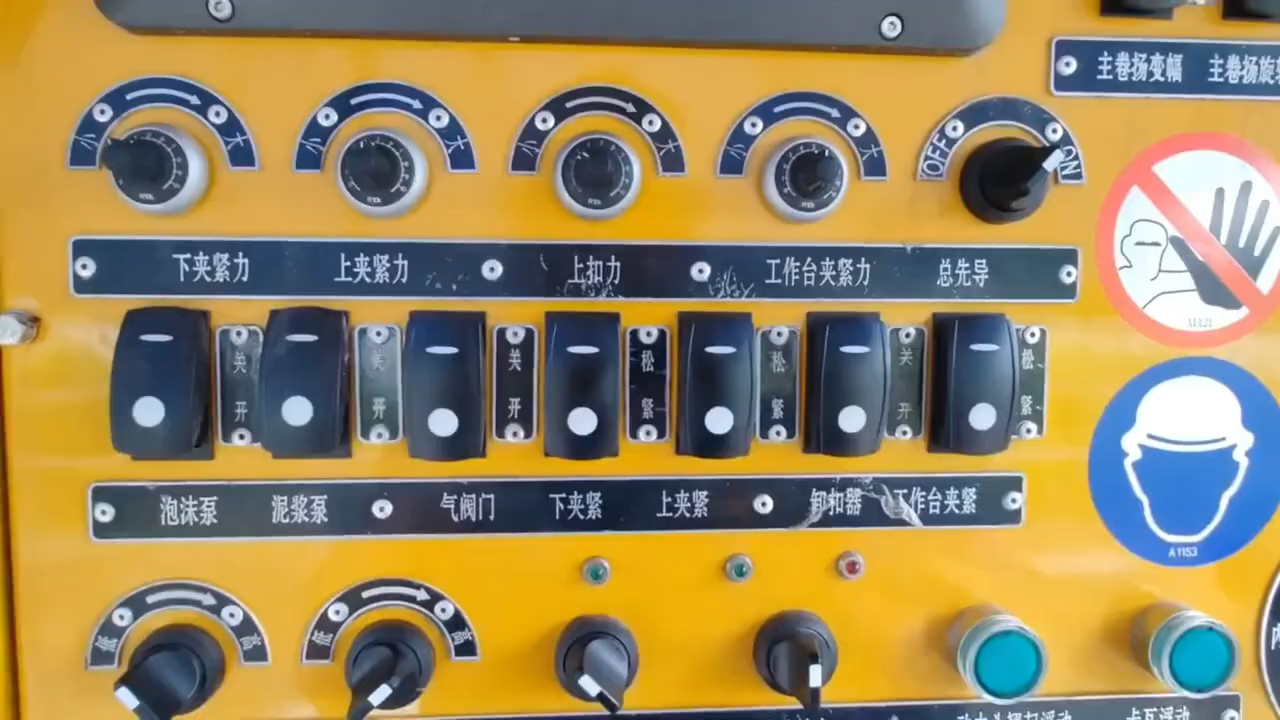 主卷扬变幅 主卷扬旋转
小 大 小 大 小 大 小 大 OFF ON
下夹紧力 上夹紧力 上扣力 工作台夹紧力 总先导
关 关 关 松 松 关 松
开 开 开 紧 紧 开 紧
泡沫泵 泥浆泵 气阀门 下夹紧 上夹紧 卸扣器 工作台夹紧
A1153
低 高 低 高